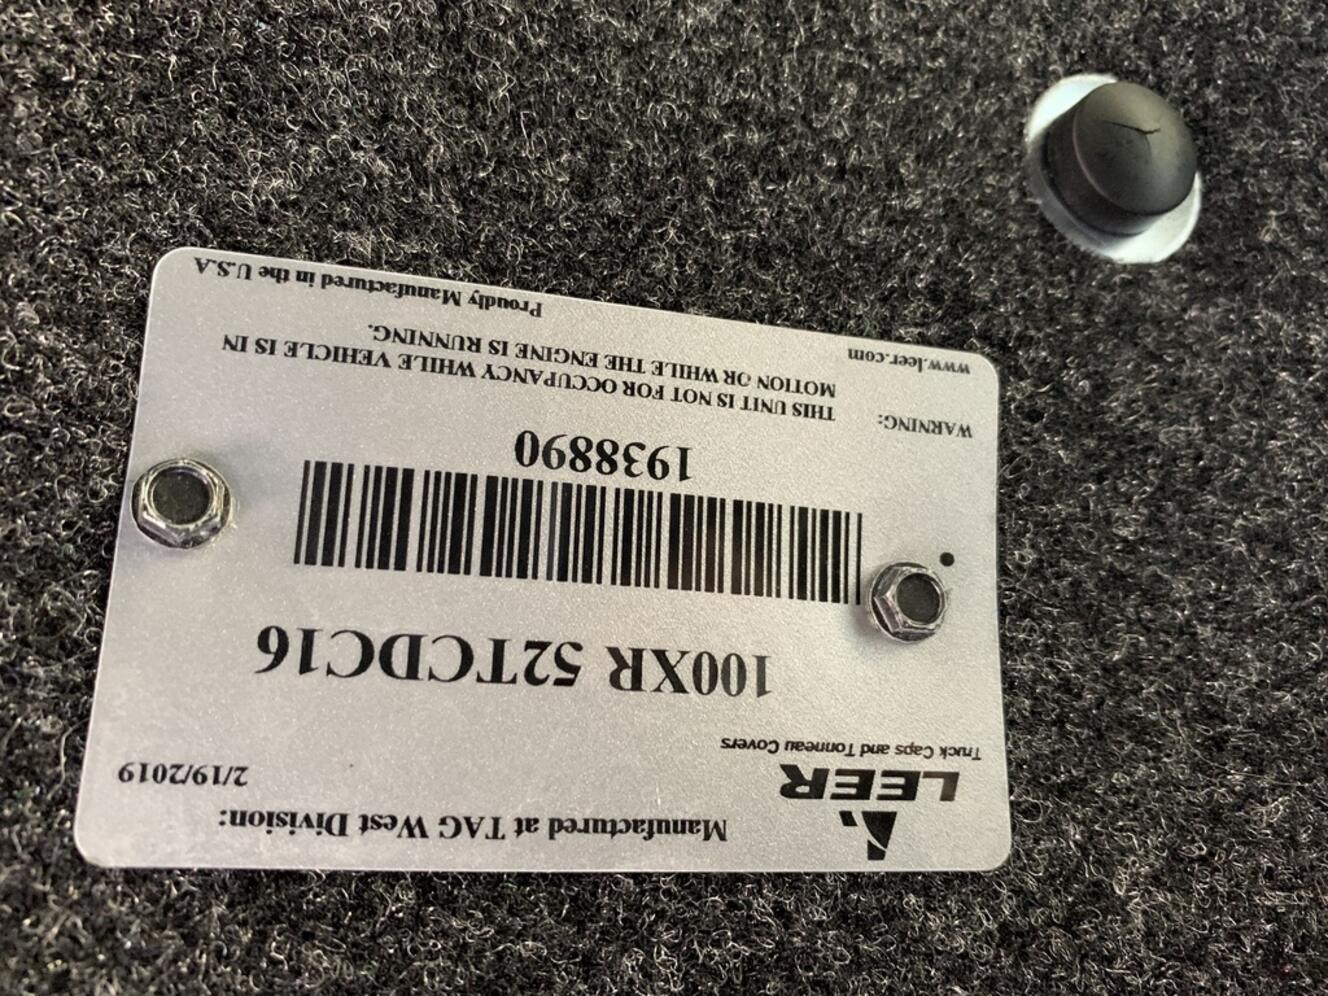 Manufactured at TAG West Division:
LEER
Truck Caps and Tonneau Covers
2/19/2019
100XR 52TCDC16
1938890
WARNING:
THIS UNIT IS NOT FOR OCCUPANCY WHILE VEHICLE IS IN
MOTION OR WHILE THE ENGINE IS RUNNING.
www.leer.com
Proudly Manufactured in the U.S.A